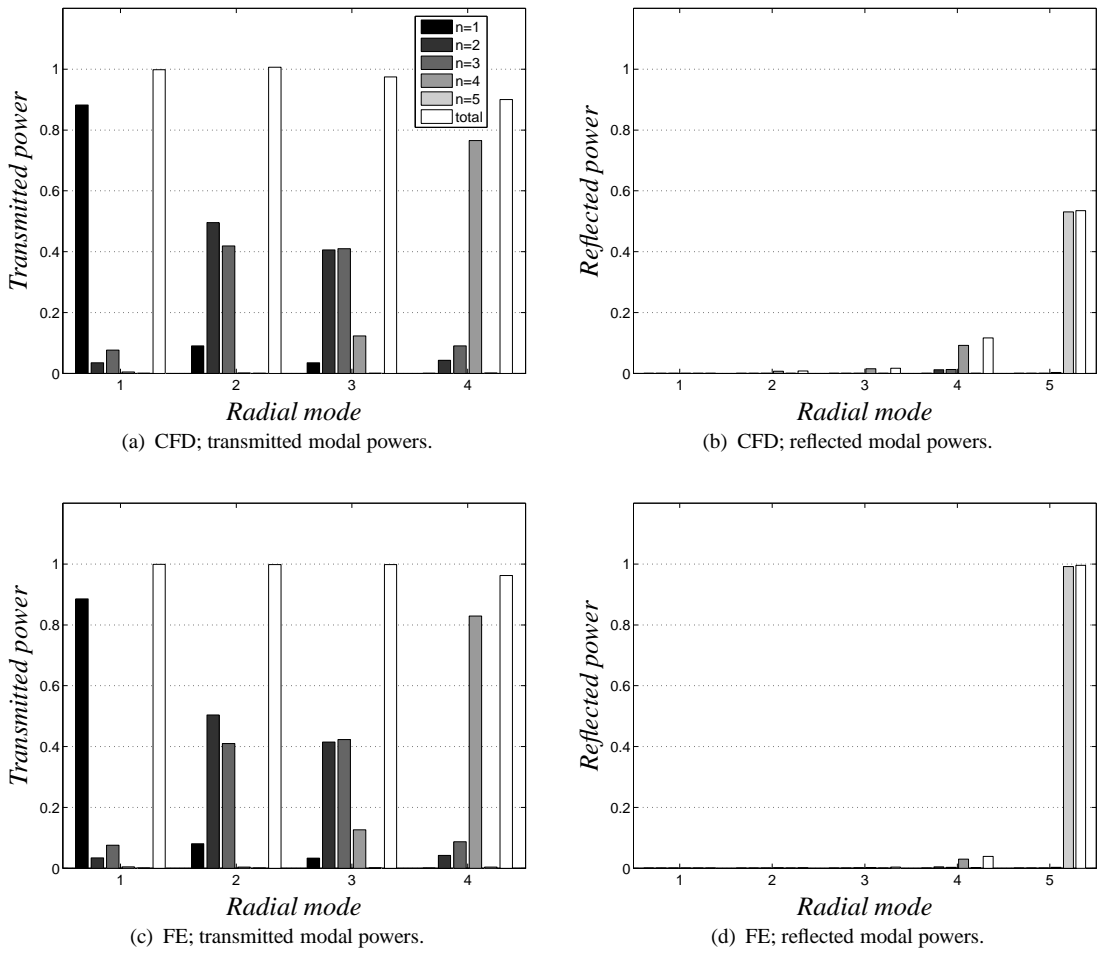 Transmitted power
1
0.8
0.6
0.4
0.2
0
n=1
n=2
n=3
n=4
n=5
total
1 2 3 4
Radial mode
(a) CFD; transmitted modal powers.
Reflected power
1
0.8
0.6
0.4
0.2
0
1 2 3 4 5
Radial mode
(b) CFD; reflected modal powers.
Transmitted power
1
0.8
0.6
0.4
0.2
0
1 2 3 4
Radial mode
(c) FE; transmitted modal powers.
Reflected power
1
0.8
0.6
0.4
0.2
0
1 2 3 4 5
Radial mode
(d) FE; reflected modal powers.